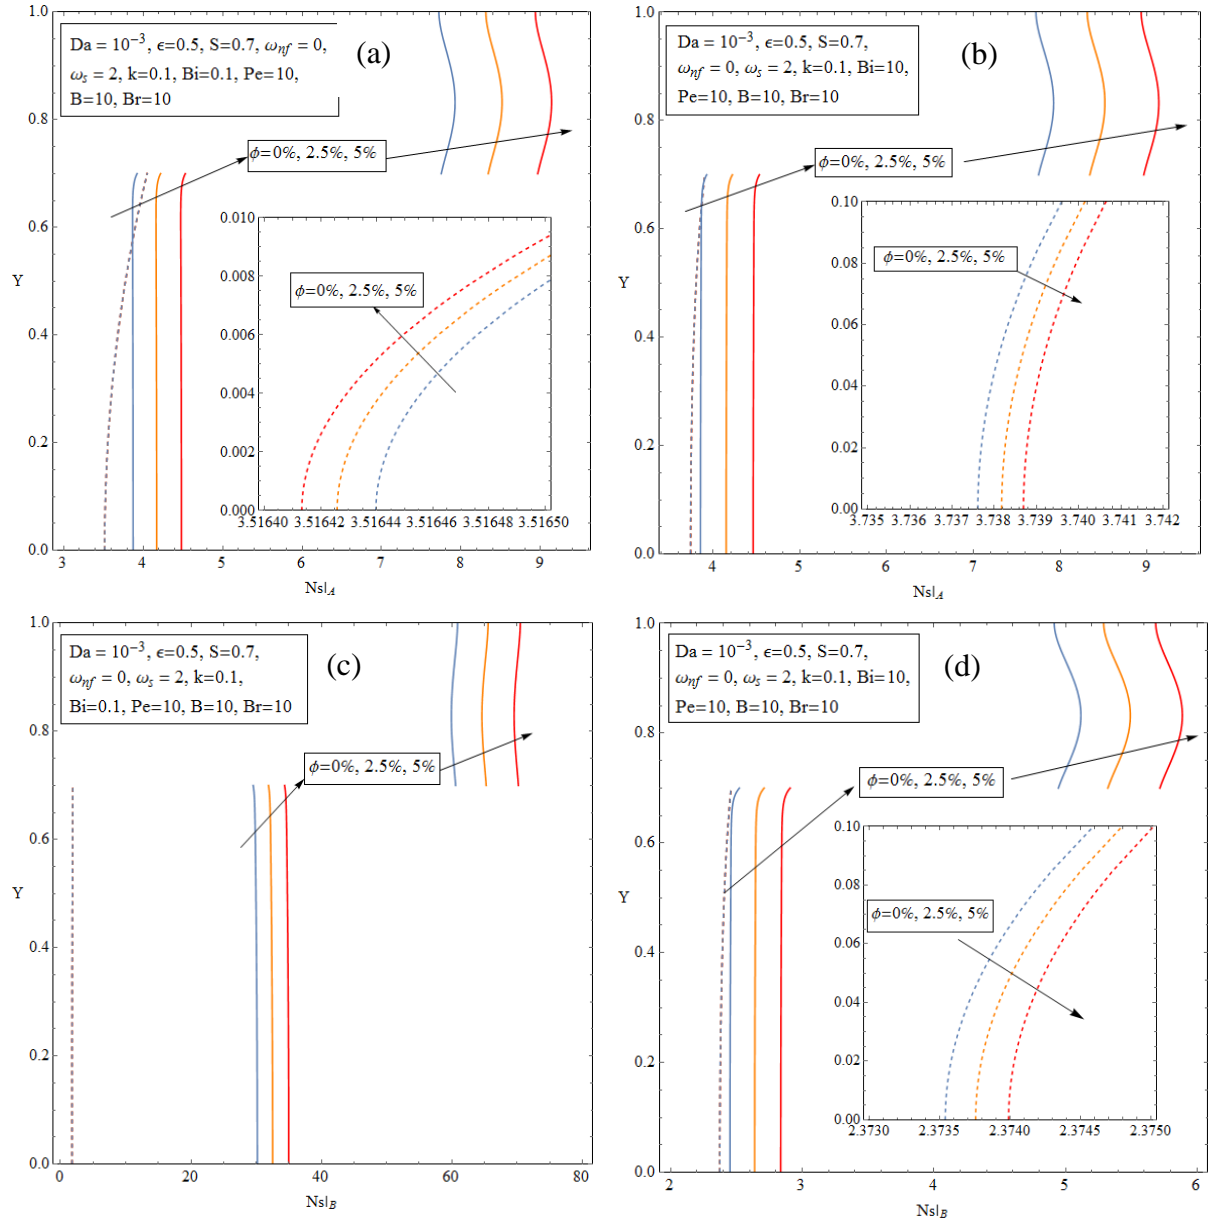 Da = 10⁻³, ϵ=0.5, S=0.7, ωnf = 0,
ωs = 2, k=0.1, Bi=0.1, Pe=10,
B=10, Br=10
(a)
ϕ=0%, 2.5%, 5%
ϕ=0%, 2.5%, 5%
1.0
0.8
0.6
0.4
0.2
0.0
Y
0.010
0.008
0.006
0.004
0.002
0.000
3.51640 3.51642 3.51644 3.51646 3.51648 3.51650
3 4 5 6 7 8 9
Ns|A
Da = 10⁻³, ϵ=0.5, S=0.7,
ωnf = 0, ωs = 2, k=0.1, Bi=10,
Pe=10, B=10, Br=10
(b)
ϕ=0%, 2.5%, 5%
ϕ=0%, 2.5%, 5%
1.0
0.8
0.6
0.4
0.2
0.0
Y
0.10
0.08
0.06
0.04
0.02
0.00
3.735 3.736 3.737 3.738 3.739 3.740 3.741 3.742
4 5 6 7 8 9
Ns|A
Da = 10⁻³, ϵ=0.5, S=0.7,
ωnf = 0, ωs = 2, k=0.1,
Bi=0.1, Pe=10, B=10, Br=10
(c)
ϕ=0%, 2.5%, 5%
1.0
0.8
0.6
0.4
0.2
0.0
Y
0 20 40 60 80
Ns|B
Da = 10⁻³, ϵ=0.5, S=0.7,
ωnf = 0, ωs = 2, k=0.1, Bi=10,
Pe=10, B=10, Br=10
(d)
ϕ=0%, 2.5%, 5%
ϕ=0%, 2.5%, 5%
1.0
0.8
0.6
0.4
0.2
0.0
Y
0.10
0.08
0.06
0.04
0.02
0.00
2.3730 2.3735 2.3740 2.3745 2.3750
2 3 4 5 6
Ns|B